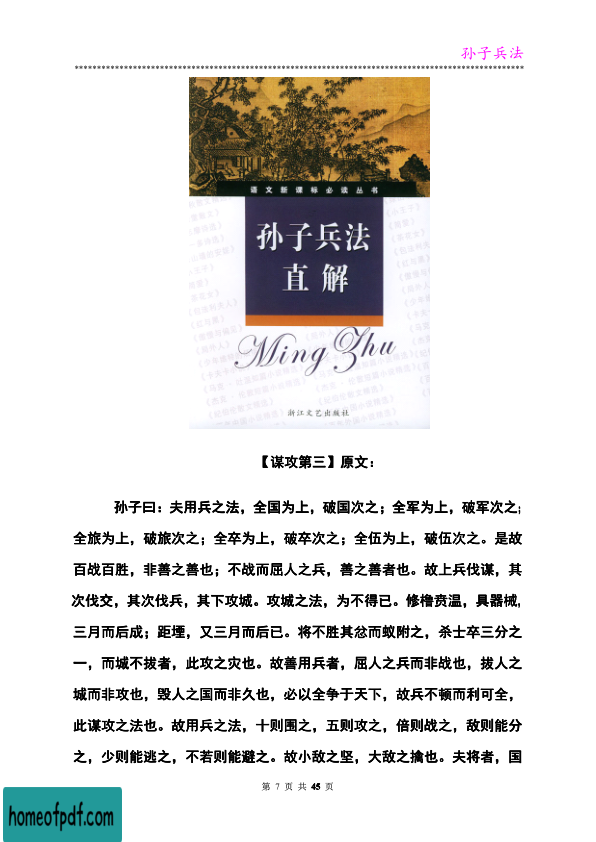 孙子兵法
语文新课标必读丛书
孙子兵法
直解
Ming Zhu
浙江文艺出版社
【谋攻第三】原文：
孙子曰：夫用兵之法，全国为上，破国次之；全军为上，破军次之；
全旅为上，破旅次之；全卒为上，破卒次之；全伍为上，破伍次之。是故
百战百胜，非善之善也；不战而屈人之兵，善之善者也。故上兵伐谋，其
次伐交，其次伐兵，其下攻城。攻城之法，为不得已。修橹贲温，具器械,
三月而后成；距堙，又三月而后已。将不胜其忿而蚁附之，杀士卒三分之
一，而城不拔者，此攻之灾也。故善用兵者，屈人之兵而非战也，拔人之
城而非攻也，毁人之国而非久也，必以全争于天下，故兵不顿而利可全，
此谋攻之法也。故用兵之法，十则围之，五则攻之，倍则战之，敌则能分
之，少则能逃之，不若则能避之。故小敌之坚，大敌之擒也。夫将者，国
第 7 页 共 45 页
homeofpdf.com